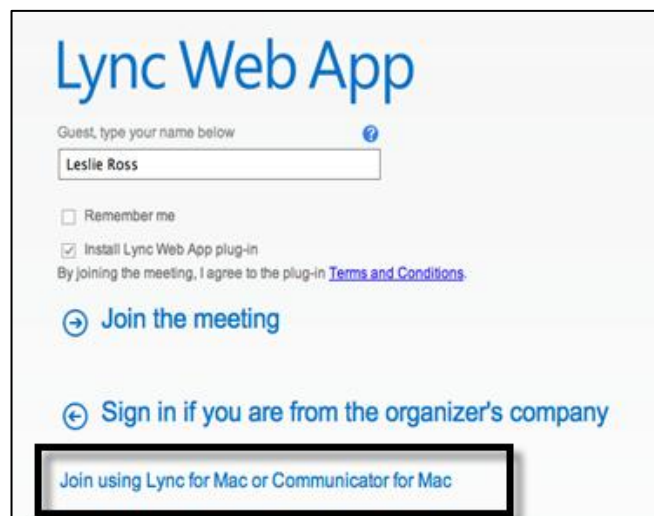 Lync Web App
Guest, type your name below ?
Leslie Ross
Remember me
Install Lync Web App plug-in
By joining the meeting, I agree to the plug-in Terms and Conditions.
Join the meeting
Sign in if you are from the organizer's company
Join using Lync for Mac or Communicator for Mac